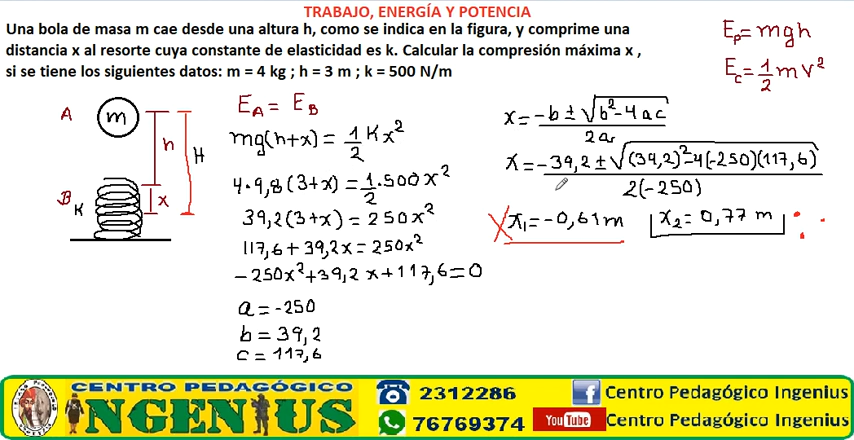 TRABAJO, ENERGÍA Y POTENCIA
Una bola de masa m cae desde una altura h, como se indica en la figura, y comprime una
distancia x al resorte cuya constante de elasticidad es k. Calcular la compresión máxima x ,
si se tiene los siguientes datos: m = 4 kg ; h = 3 m ; k = 500 N/m
Ep=mgh
Ec=1/2 mv²
A
m
h
H
B
K
x
EA = EB
mg(h+x)=1/2 Kx²
4·9,8(3+x)=1/2·500x²
39,2(3+x)=250x²
117,6+39,2x=250x²
-250x²+39,2x+117,6=0
a=-250
b=39,2
c=117,6
x=(-b±√(b²-4ac))/2a
x=(-39,2±√((39,2)²-4(-250)(117,6)))/2(-250)
x₁=-0,61m
x₂=0,77 m
CENTRO PEDAGÓGICO
INGENIUS
2312286
76769374
f Centro Pedagógico Ingenius
YouTube Centro Pedagógico Ingenius